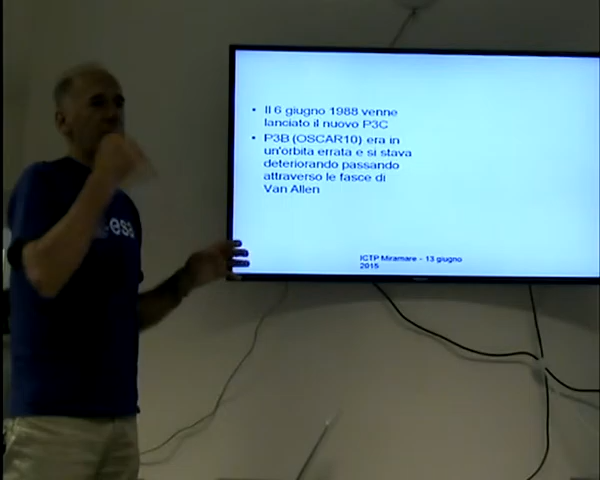 • Il 6 giugno 1988 venne
lanciato il nuovo P3C
• P3B (OSCAR10) era in
un'orbita errata e si stava
deteriorando passando
attraverso le fasce di
Van Allen
ICTP Miramare - 13 giugno
2015
esa